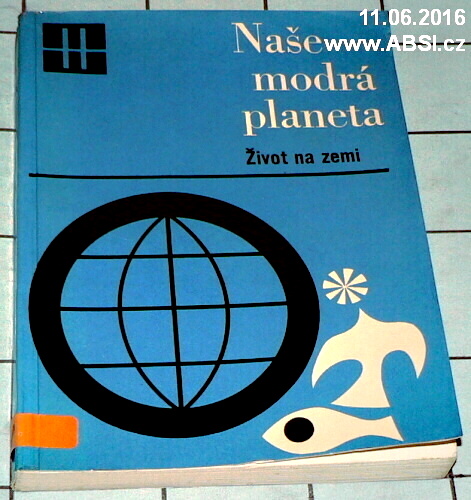 11.06.2016
www.ABSI.cz
Naše
modrá
planeta
Život na zemi